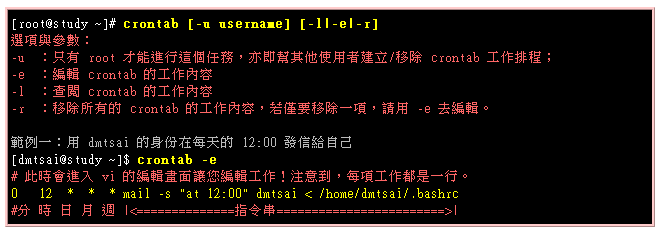 [root@study ~]# crontab [-u username] [-l|-e|-r]
選項與參數：
-u  ：只有 root 才能進行這個任務，亦即幫其他使用者建立/移除 crontab 工作排程；
-e  ：編輯 crontab 的工作內容
-l  ：查閱 crontab 的工作內容
-r  ：移除所有的 crontab 的工作內容，若僅要移除一項，請用 -e 去編輯。
範例一：用 dmtsai 的身份在每天的 12:00 發信給自己
[dmtsai@study ~]$ crontab -e
# 此時會進入 vi 的編輯畫面讓您編輯工作！注意到，每項工作都是一行。
0   12  *  *  * mail -s "at 12:00" dmtsai < /home/dmtsai/.bashrc
#分 時 日 月 週 |<==============指令串========================>|